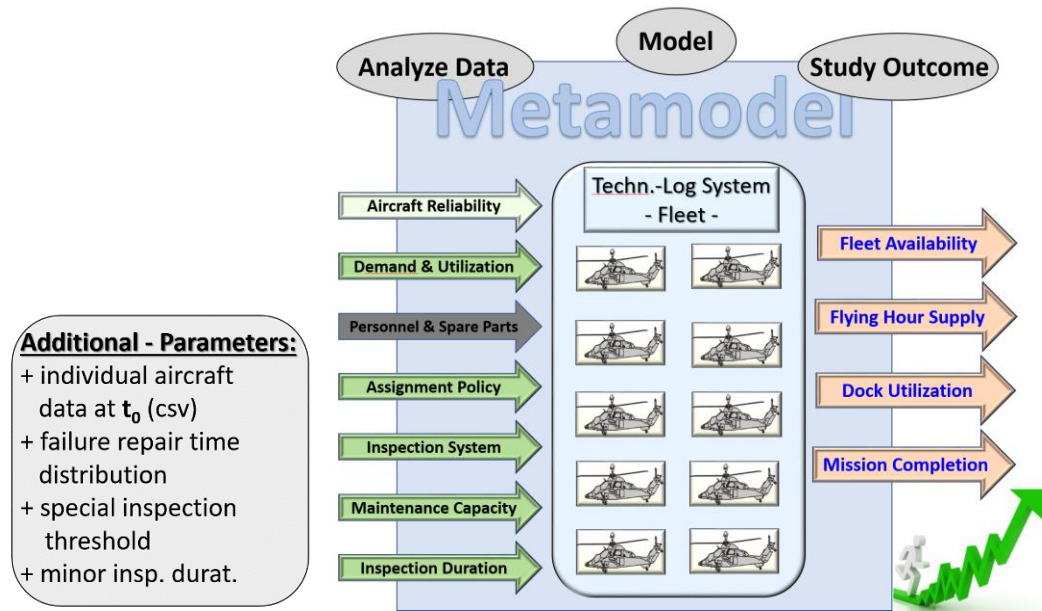 Analyze Data
Model
Study Outcome
Metamodel
Techn.-Log System
- Fleet -
Aircraft Reliability
Demand & Utilization
Personnel & Spare Parts
Assignment Policy
Inspection System
Maintenance Capacity
Inspection Duration
Fleet Availability
Flying Hour Supply
Dock Utilization
Mission Completion
Additional - Parameters:
+ individual aircraft
data at t₀ (csv)
+ failure repair time
distribution
+ special inspection
threshold
+ minor insp. durat.